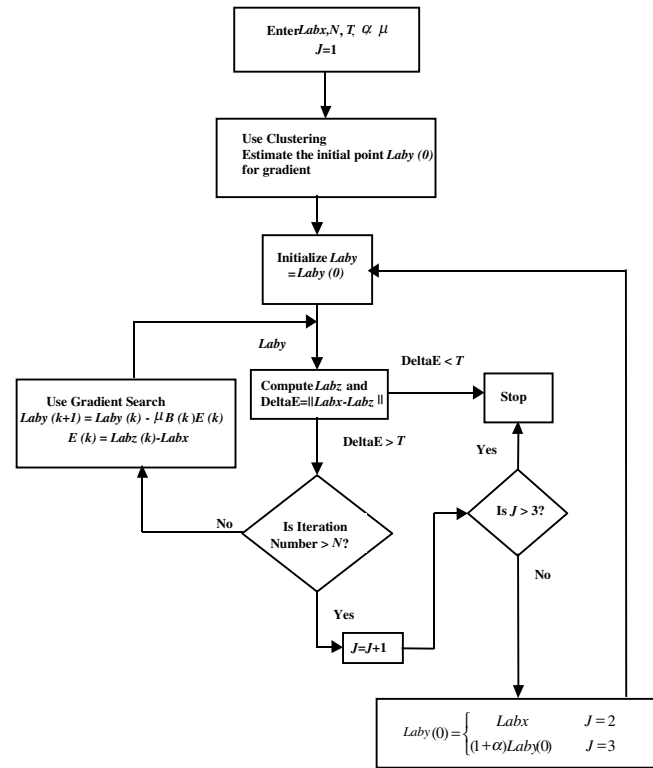 Enter Labx, N, T, α μ
J=1
Use Clustering
Estimate the initial point Laby (0)
for gradient
Initialize Laby
= Laby (0)
Laby
DeltaE < T
Compute Labz and
DeltaE=||Labx-Labz ||
Stop
Use Gradient Search
Laby (k+1) = Laby (k) - μ B (k)E (k)
E (k) = Labz (k)-Labx
DeltaE > T
Yes
No
Is Iteration
Number > N?
Is J > 3?
No
Yes
J=J+1
Laby (0) = { Labx J = 2
(1+α)Laby(0) J = 3